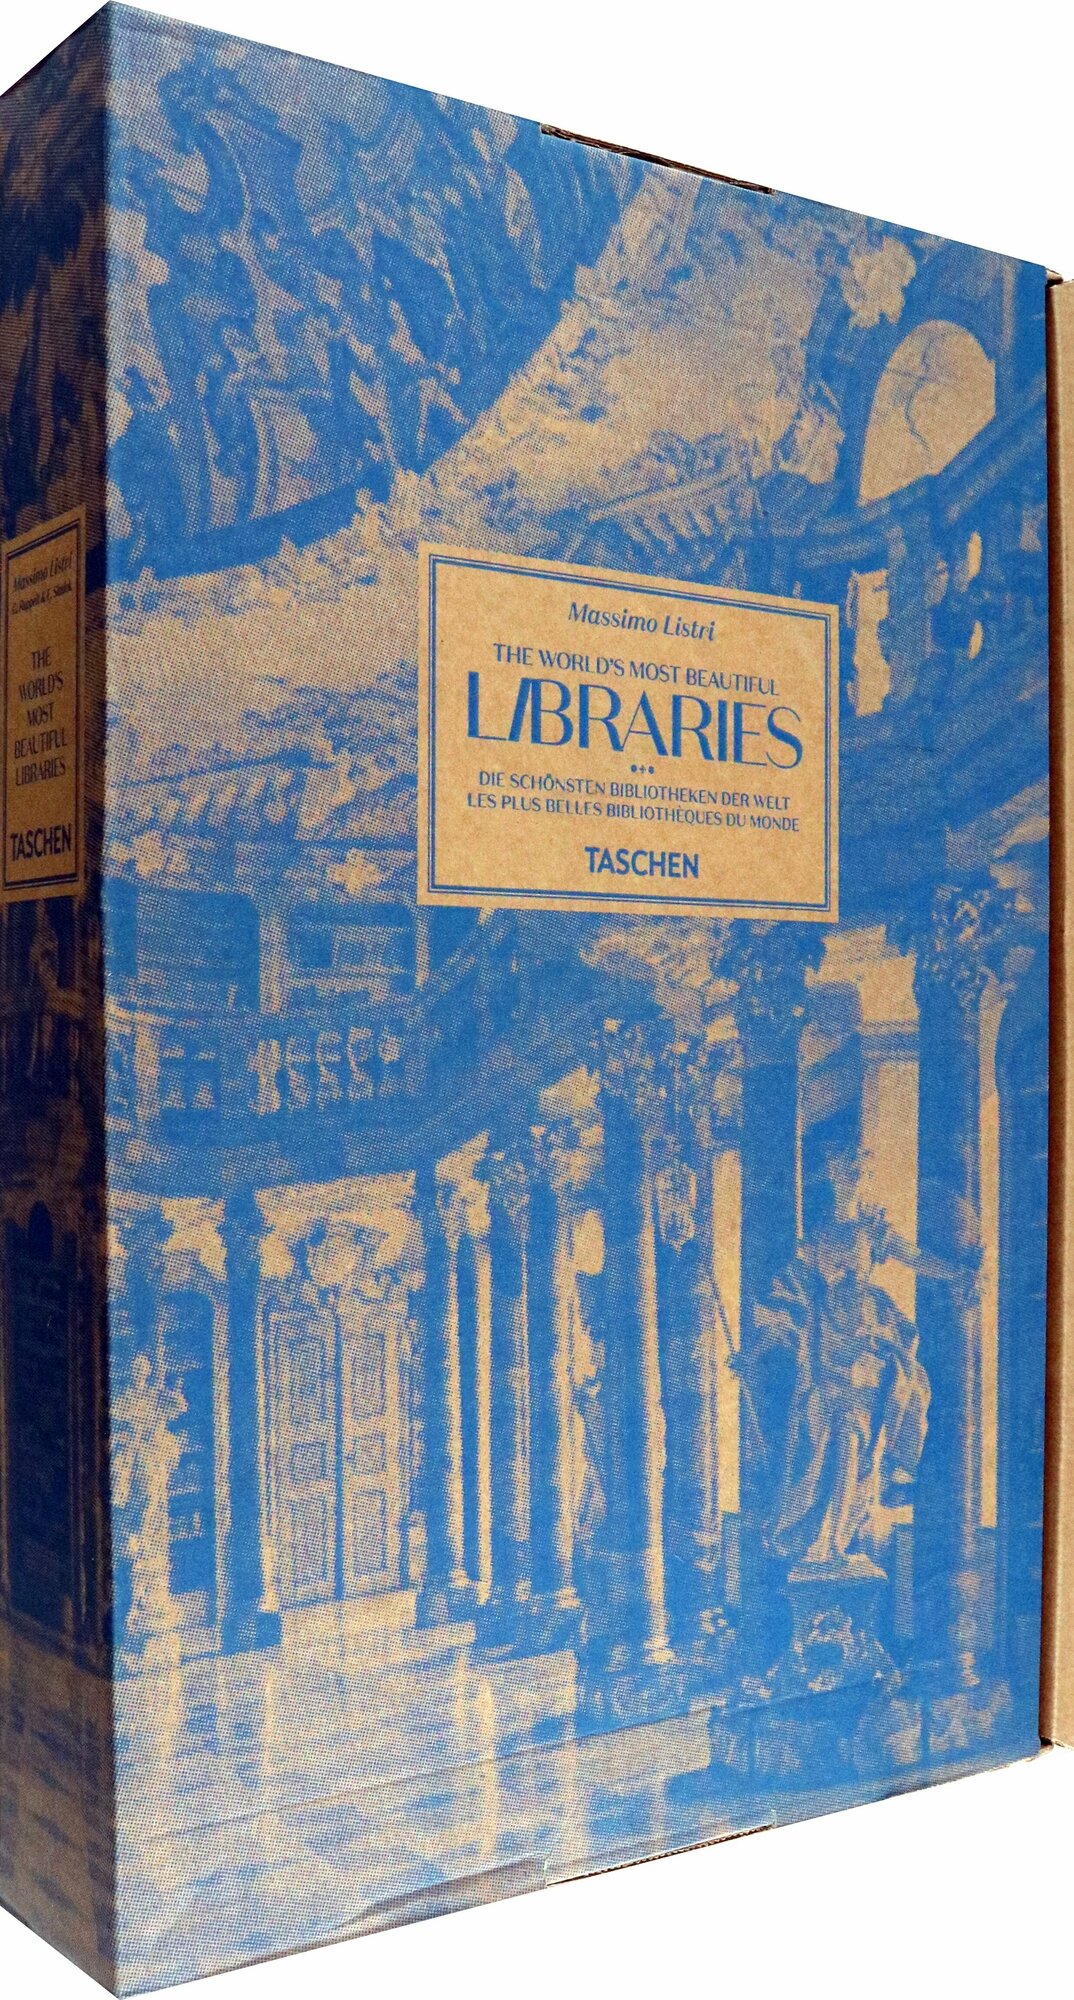 Massimo Listri
THE WORLD'S MOST BEAUTIFUL
LIBRARIES
DIE SCHÖNSTEN BIBLIOTHEKEN DER WELT
LES PLUS BELLES BIBLIOTHÈQUES DU MONDE
TASCHEN
Massimo Listri
THE
WORLD'S
MOST
BEAUTIFUL
LIBRARIES
TASCHEN